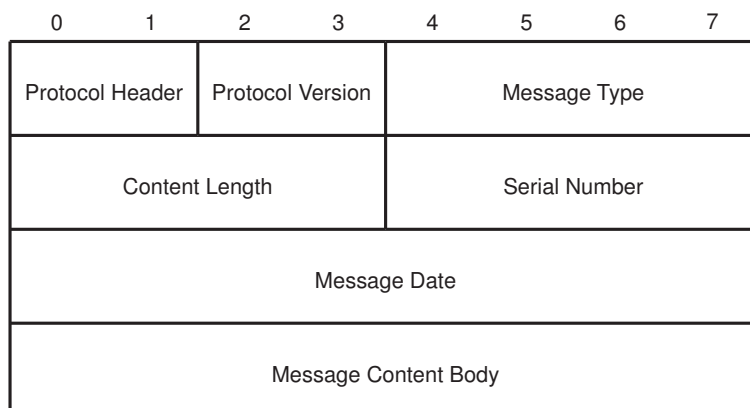 0 1 2 3 4 5 6 7
Protocol Header Protocol Version Message Type
Content Length Serial Number
Message Date
Message Content Body